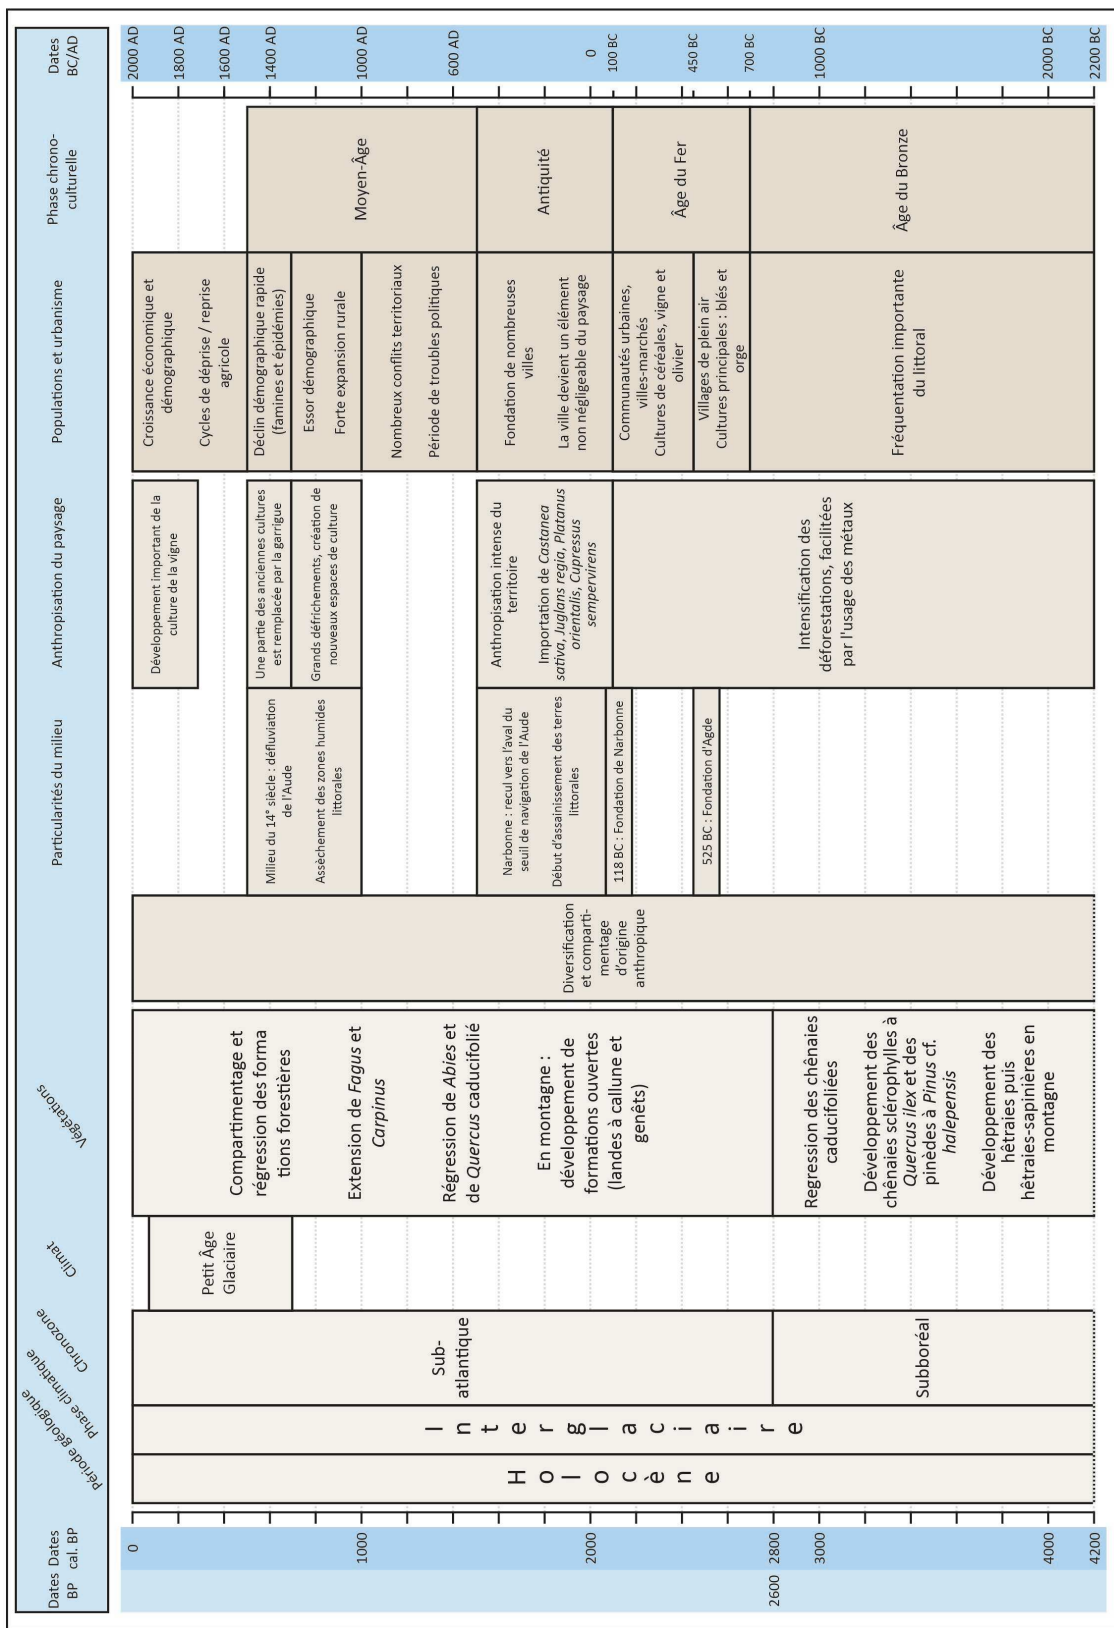 Dates
BP
Dates
cal. BP
Période géologique
Phase climatique
Chronozone
Climat
Végétations
Particularités du milieu
Anthropisation du paysage
Populations et urbanisme
Phase chrono-
culturelle
Dates
BC/AD
2600
0
1000
2000
2800
3000
4000
4200
Holocène
Interglaciaire
Sub-
atlantique
Subboréal
Petit Âge
Glaciaire
Compartimentage et
régression des forma
tions forestières
Extension de Fagus et
Carpinus
Régression de Abies et
de Quercus caducifolié
En montagne :
développement de
formations ouvertes
(landes à callune et
genêts)
Regression des chênaies
caducifoliées
Développement des
chênaies sclérophylles à
Quercus ilex et des
pinèdes à Pinus cf.
halepensis
Développement des
hêtraies puis
hêtraies-sapinières en
montagne
Diversification
et comparti-
mentage
d'origine
anthropique
Milieu du 14° siècle : défluviation
de l'Aude
Assèchement des zones humides
littorales
Narbonne : recul vers l'aval du
seuil de navigation de l'Aude
Début d'assainissement des terres
littorales
118 BC : Fondation de Narbonne
525 BC : Fondation d'Agde
Développement important de la
culture de la vigne
Une partie des anciennes cultures
est remplacée par la garrigue
Grands défrichements, création de
nouveaux espaces de culture
Anthropisation intense du
territoire
Importation de Castanea
sativa, Juglans regia, Platanus
orientalis, Cupressus
sempervirens
Intensification des
déforestations, facilitées
par l'usage des métaux
Croissance économique et
démographique
Cycles de déprise / reprise
agricole
Déclin démographique rapide
(famines et épidémies)
Essor démographique
Forte expansion rurale
Nombreux conflits territoriaux
Période de troubles politiques
Fondation de nombreuses
villes
La ville devient un élément
non négligeable du paysage
Communautés urbaines,
villes-marchés
Cultures de céréales, vigne et
olivier
Villages de plein air
Cultures principales : blés et
orge
Fréquentation importante
du littoral
Moyen-Âge
Antiquité
Âge du Fer
Âge du Bronze
2000 AD
1800 AD
1600 AD
1400 AD
1000 AD
600 AD
0
100 BC
450 BC
700 BC
1000 BC
2000 BC
2200 BC